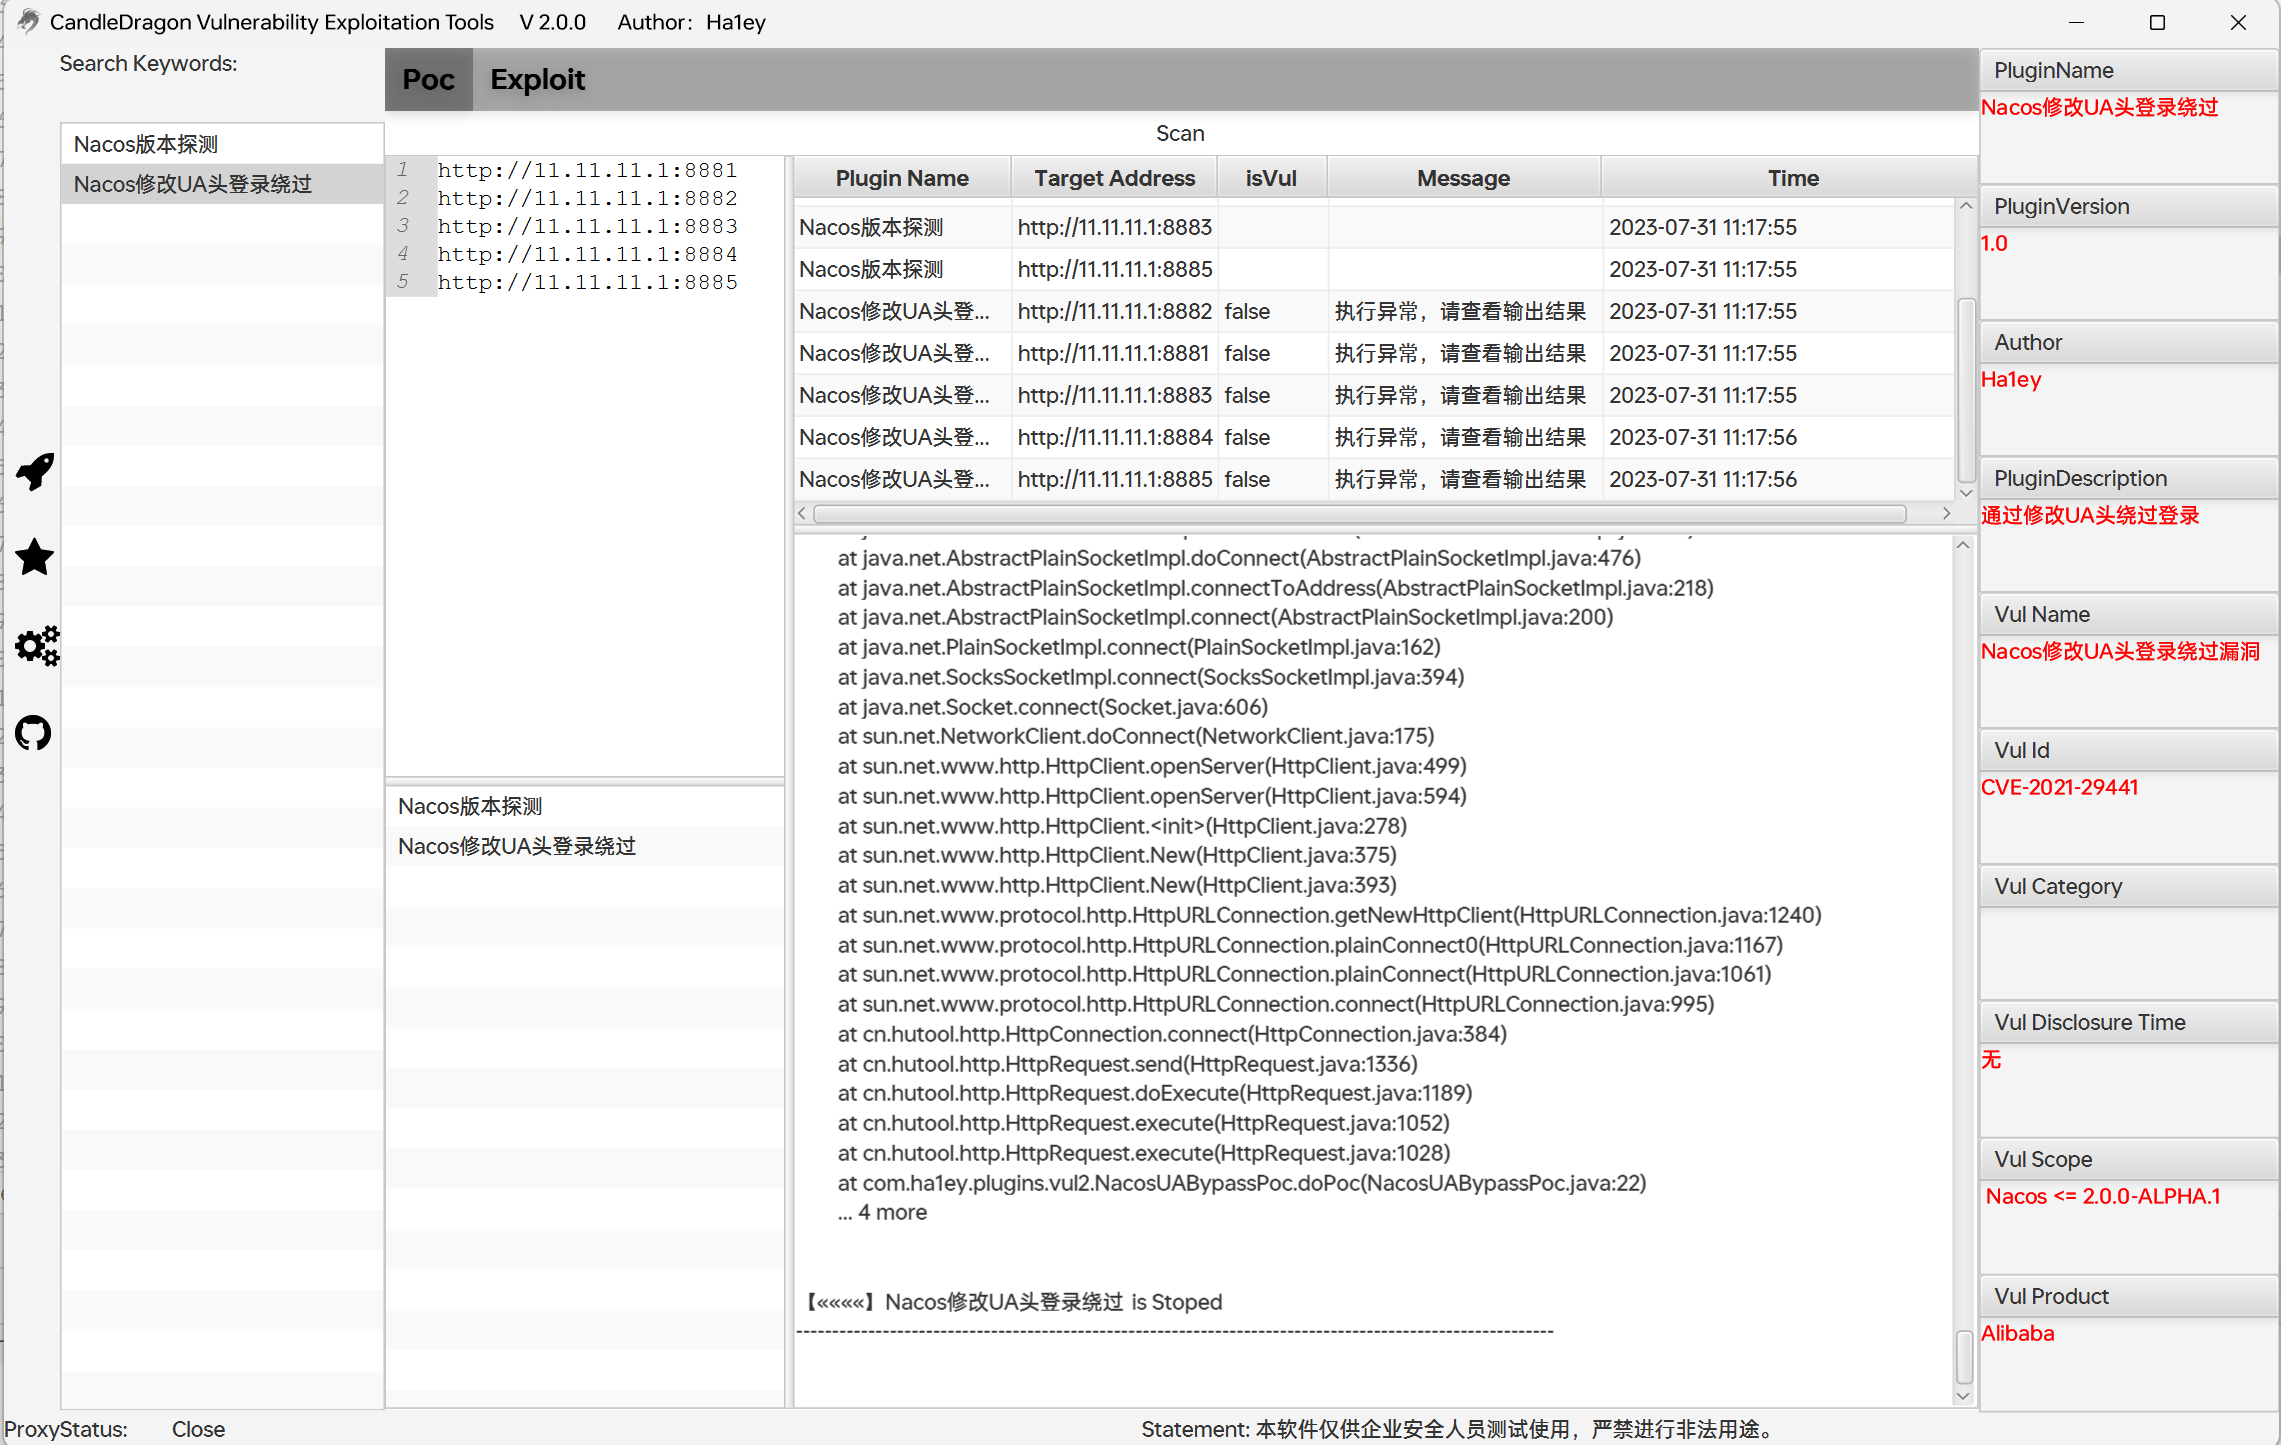 CandleDragon Vulnerability Exploitation Tools V 2.0.0 Author: Ha1ey
Search Keywords:
Nacos版本探测
Nacos修改UA头登录绕过
Poc Exploit
Scan
1 http://11.11.11.1:8881
2 http://11.11.11.1:8882
3 http://11.11.11.1:8883
4 http://11.11.11.1:8884
5 http://11.11.11.1:8885
Nacos版本探测
Nacos修改UA头登录绕过
Plugin Name Target Address isVul Message Time
Nacos版本探测 http://11.11.11.1:8883 2023-07-31 11:17:55
Nacos版本探测 http://11.11.11.1:8885 2023-07-31 11:17:55
Nacos修改UA头登... http://11.11.11.1:8882 false 执行异常，请查看输出结果 2023-07-31 11:17:55
Nacos修改UA头登... http://11.11.11.1:8881 false 执行异常，请查看输出结果 2023-07-31 11:17:55
Nacos修改UA头登... http://11.11.11.1:8883 false 执行异常，请查看输出结果 2023-07-31 11:17:55
Nacos修改UA头登... http://11.11.11.1:8884 false 执行异常，请查看输出结果 2023-07-31 11:17:56
Nacos修改UA头登... http://11.11.11.1:8885 false 执行异常，请查看输出结果 2023-07-31 11:17:56
at java.net.AbstractPlainSocketImpl.doConnect(AbstractPlainSocketImpl.java:476)
at java.net.AbstractPlainSocketImpl.connectToAddress(AbstractPlainSocketImpl.java:218)
at java.net.AbstractPlainSocketImpl.connect(AbstractPlainSocketImpl.java:200)
at java.net.PlainSocketImpl.connect(PlainSocketImpl.java:162)
at java.net.SocksSocketImpl.connect(SocksSocketImpl.java:394)
at java.net.Socket.connect(Socket.java:606)
at sun.net.NetworkClient.doConnect(NetworkClient.java:175)
at sun.net.www.http.HttpClient.openServer(HttpClient.java:499)
at sun.net.www.http.HttpClient.openServer(HttpClient.java:594)
at sun.net.www.http.HttpClient.<init>(HttpClient.java:278)
at sun.net.www.http.HttpClient.New(HttpClient.java:375)
at sun.net.www.http.HttpClient.New(HttpClient.java:393)
at sun.net.www.protocol.http.HttpURLConnection.getNewHttpClient(HttpURLConnection.java:1240)
at sun.net.www.protocol.http.HttpURLConnection.plainConnect0(HttpURLConnection.java:1167)
at sun.net.www.protocol.http.HttpURLConnection.plainConnect(HttpURLConnection.java:1061)
at sun.net.www.protocol.http.HttpURLConnection.connect(HttpURLConnection.java:995)
at cn.hutool.http.HttpConnection.connect(HttpConnection.java:384)
at cn.hutool.http.HttpRequest.send(HttpRequest.java:1336)
at cn.hutool.http.HttpRequest.doExecute(HttpRequest.java:1189)
at cn.hutool.http.HttpRequest.execute(HttpRequest.java:1052)
at cn.hutool.http.HttpRequest.execute(HttpRequest.java:1028)
at com.ha1ey.plugins.vul2.NacosUABypassPoc.doPoc(NacosUABypassPoc.java:22)
... 4 more
【««««】Nacos修改UA头登录绕过 is Stoped
----------------------------------------------------------------------------------------------------------
PluginName
Nacos修改UA头登录绕过
PluginVersion
1.0
Author
Ha1ey
PluginDescription
通过修改UA头绕过登录
Vul Name
Nacos修改UA头登录绕过漏洞
Vul Id
CVE-2021-29441
Vul Category
Vul Disclosure Time
无
Vul Scope
Nacos <= 2.0.0-ALPHA.1
Vul Product
Alibaba
ProxyStatus: Close
Statement: 本软件仅供企业安全人员测试使用，严禁进行非法用途。